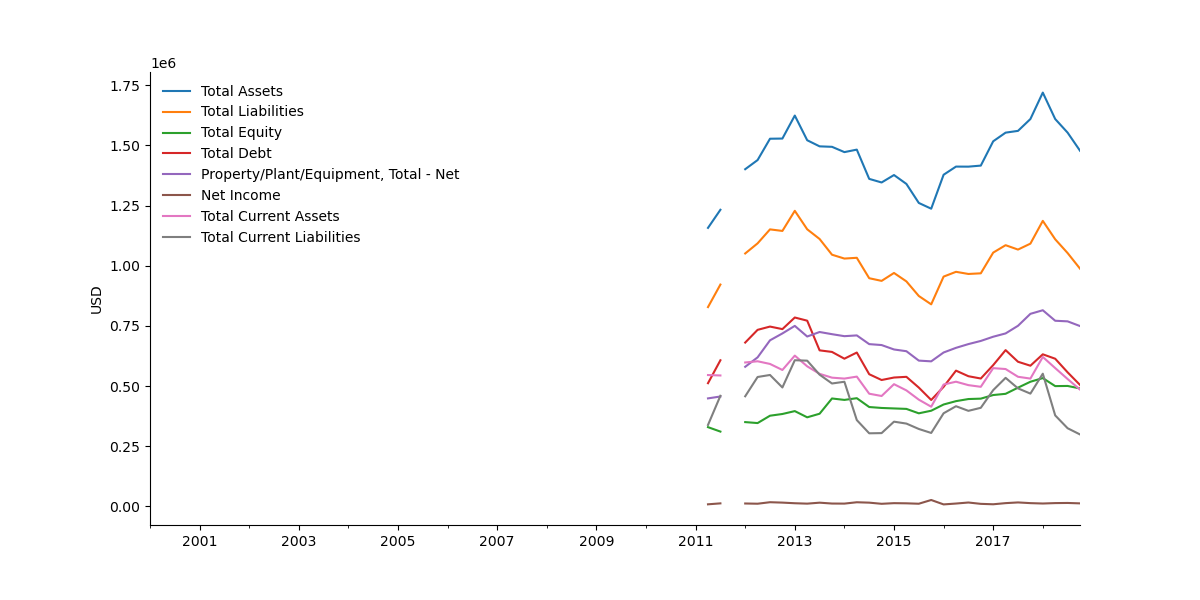 1e6
1.75
1.50
1.25
1.00
0.75
0.50
0.25
0.00
USD
Total Assets
Total Liabilities
Total Equity
Total Debt
Property/Plant/Equipment, Total - Net
Net Income
Total Current Assets
Total Current Liabilities
2001 2003 2005 2007 2009 2011 2013 2015 2017